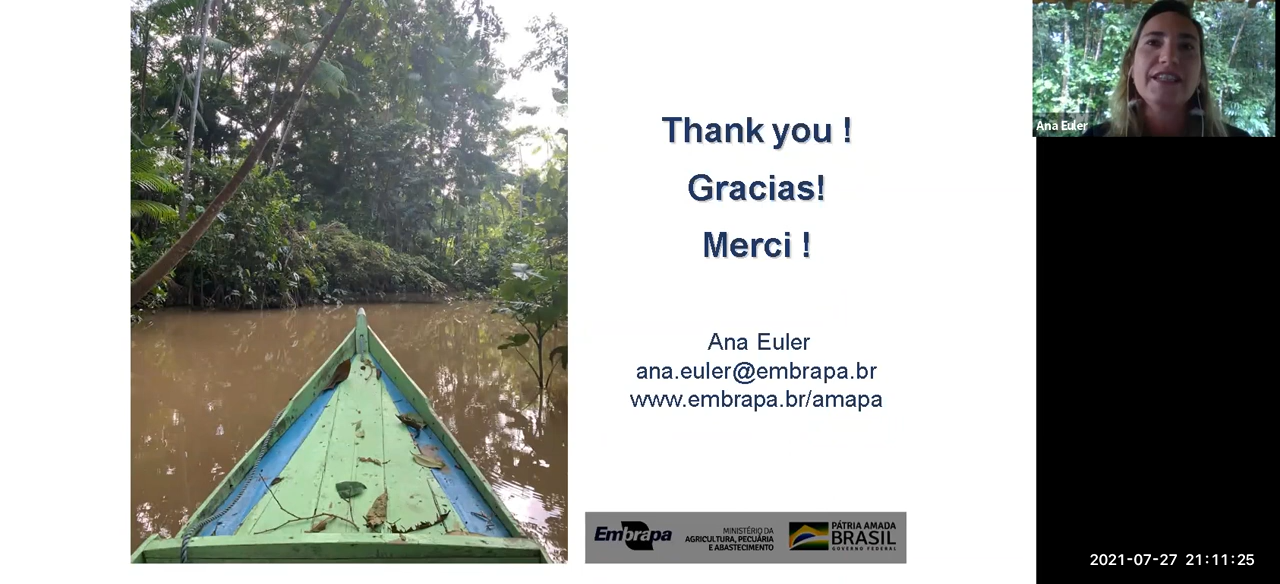 Thank you !
Gracias!
Merci !
Ana Euler
ana.euler@embrapa.br
www.embrapa.br/amapa
Embrapa
MINISTÉRIO DA
AGRICULTURA, PECUÁRIA
E ABASTECIMENTO
PÁTRIA AMADA
BRASIL
GOVERNO FEDERAL
Ana Euler
2021-07-27 21:11:25